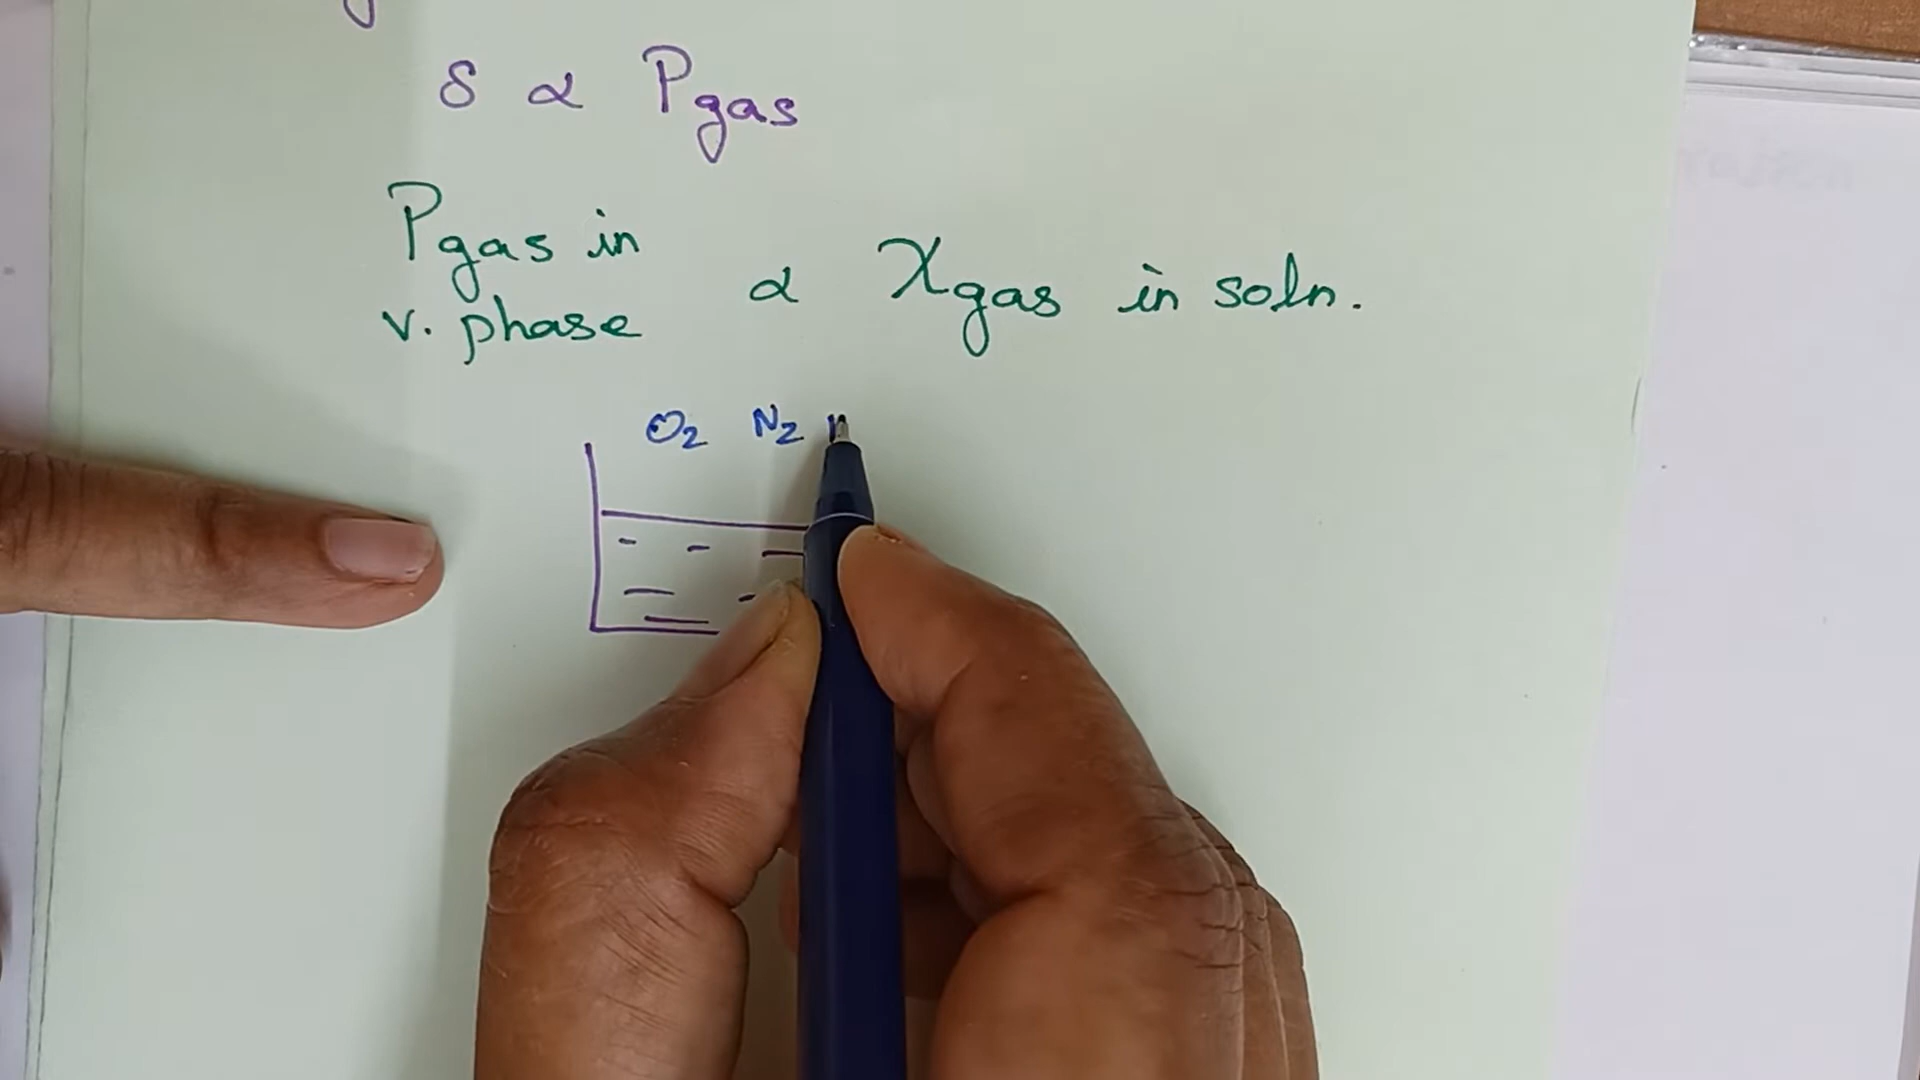 S α Pgas
Pgas in
v. phase α Xgas in soln.
O2 N2